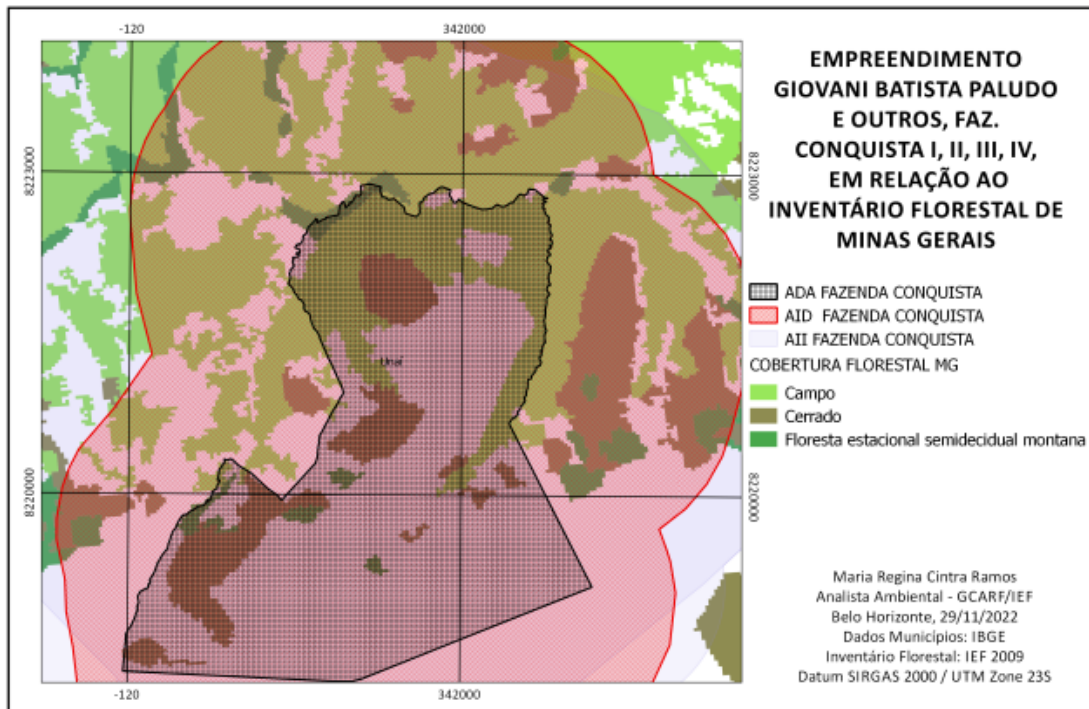 -120
342000
8223000
8223000
Unaí
8220000
8220000
-120
342000
EMPREENDIMENTO
GIOVANI BATISTA PALUDO
E OUTROS, FAZ.
CONQUISTA I, II, III, IV,
EM RELAÇÃO AO
INVENTÁRIO FLORESTAL DE
MINAS GERAIS
ADA FAZENDA CONQUISTA
AID FAZENDA CONQUISTA
AII FAZENDA CONQUISTA
COBERTURA FLORESTAL MG
Campo
Cerrado
Floresta estacional semidecidual montana
Maria Regina Cintra Ramos
Analista Ambiental - GCARF/IEF
Belo Horizonte, 29/11/2022
Dados Municípios: IBGE
Inventário Florestal: IEF 2009
Datum SIRGAS 2000 / UTM Zone 23S